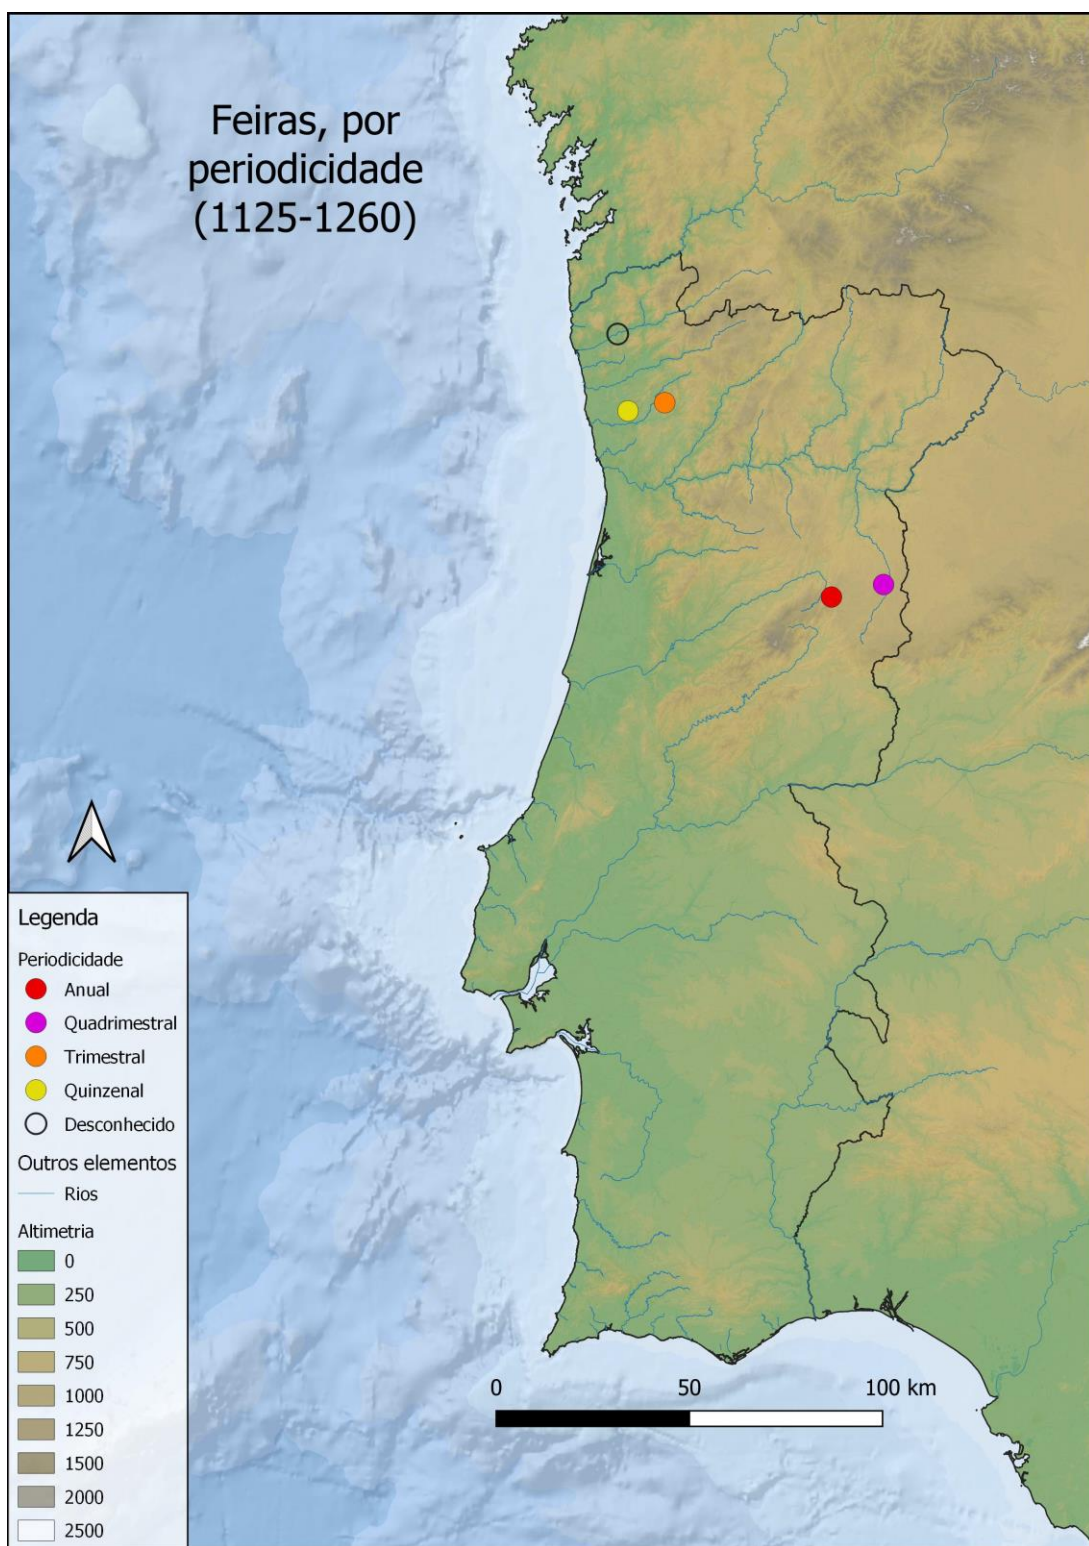 Feiras, por
periodicidade
(1125-1260)
Legenda
Periodicidade
Anual
Quadrimestral
Trimestral
Quinzenal
Desconhecido
Outros elementos
Rios
Altimetria
0
250
500
750
1000
1250
1500
2000
2500
0 50 100 km